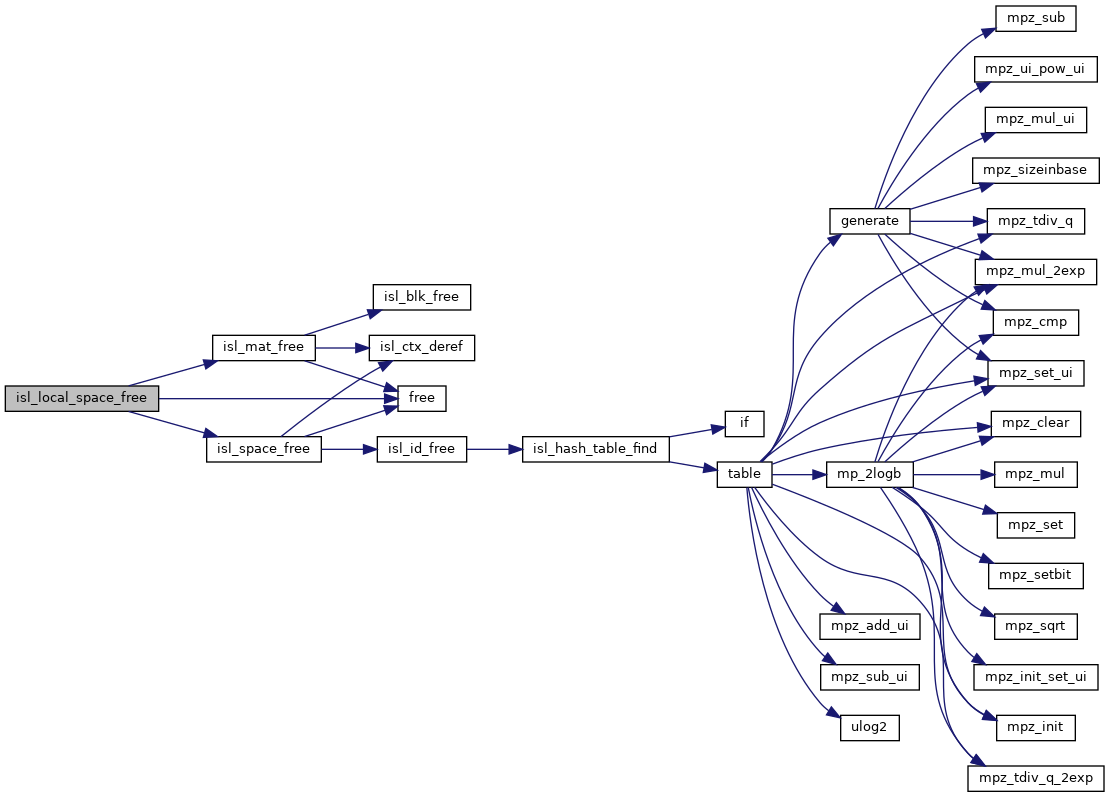 isl_local_space_free
isl_mat_free
isl_space_free
isl_blk_free
isl_ctx_deref
free
isl_id_free
isl_hash_table_find
if
table
generate
mp_2logb
mpz_add_ui
mpz_sub_ui
ulog2
mpz_sub
mpz_ui_pow_ui
mpz_mul_ui
mpz_sizeinbase
mpz_tdiv_q
mpz_mul_2exp
mpz_cmp
mpz_set_ui
mpz_clear
mpz_mul
mpz_set
mpz_setbit
mpz_sqrt
mpz_init_set_ui
mpz_init
mpz_tdiv_q_2exp